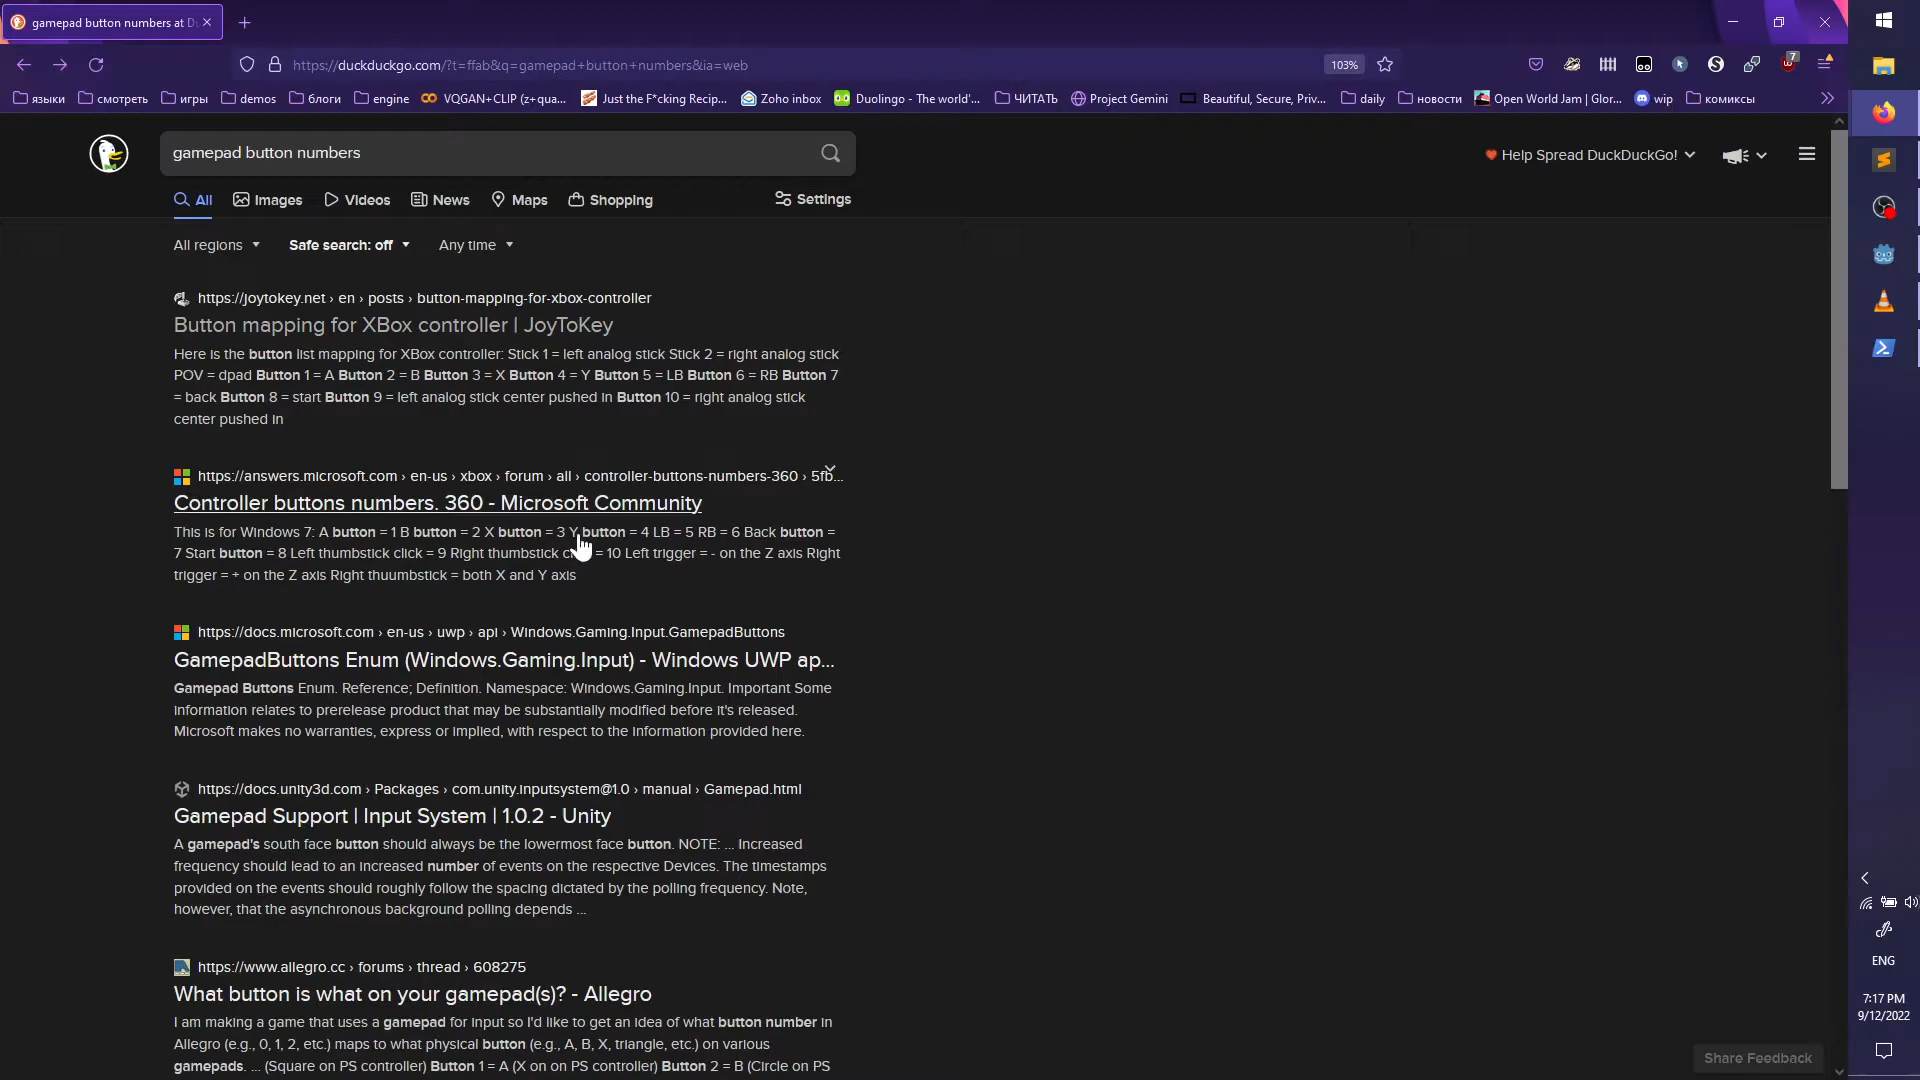 gamepad button numbers at D
https://duckduckgo.com/?t=ffab&q=gamepad+button+numbers&ia=web
103%
7
языки
смотреть
игры
demos
блоги
engine
VQGAN+CLIP (z+qua...
Just the F*cking Recip...
Zoho inbox
Duolingo - The world'...
ЧИТАТЬ
Project Gemini
Beautiful, Secure, Priv...
daily
новости
Open World Jam | Glor...
wip
комиксы
gamepad button numbers
Help Spread DuckDuckGo!
All
Images
Videos
News
Maps
Shopping
Settings
All regions
Safe search: off
Any time
https://joytokey.net › en › posts › button-mapping-for-xbox-controller
Button mapping for XBox controller | JoyToKey
Here is the button list mapping for XBox controller: Stick 1 = left analog stick Stick 2 = right analog stick
POV = dpad Button 1 = A Button 2 = B Button 3 = X Button 4 = Y Button 5 = LB Button 6 = RB Button 7
= back Button 8 = start Button 9 = left analog stick center pushed in Button 10 = right analog stick
center pushed in
https://answers.microsoft.com › en-us › xbox › forum › all › controller-buttons-numbers-360 › 5fb...
Controller buttons numbers. 360 - Microsoft Community
This is for Windows 7: A button = 1 B button = 2 X button = 3 Y button = 4 LB = 5 RB = 6 Back button =
7 Start button = 8 Left thumbstick click = 9 Right thumbstick c = 10 Left trigger = - on the Z axis Right
trigger = + on the Z axis Right thuumbstick = both X and Y axis
https://docs.microsoft.com › en-us › uwp › api › Windows.Gaming.Input.GamepadButtons
GamepadButtons Enum (Windows.Gaming.Input) - Windows UWP ap...
Gamepad Buttons Enum. Reference; Definition. Namespace: Windows.Gaming.Input. Important Some
information relates to prerelease product that may be substantially modified before it's released.
Microsoft makes no warranties, express or implied, with respect to the information provided here.
https://docs.unity3d.com › Packages › com.unity.inputsystem@1.0 › manual › Gamepad.html
Gamepad Support | Input System | 1.0.2 - Unity
A gamepad's south face button should always be the lowermost face button. NOTE: ... Increased
frequency should lead to an increased number of events on the respective Devices. The timestamps
provided on the events should roughly follow the spacing dictated by the polling frequency. Note,
however, that the asynchronous background polling depends ...
https://www.allegro.cc › forums › thread › 608275
What button is what on your gamepad(s)? - Allegro
I am making a game that uses a gamepad for input so I'd like to get an idea of what button number in
Allegro (e.g., 0, 1, 2, etc.) maps to what physical button (e.g., A, B, X, triangle, etc.) on various
gamepads. ... (Square on PS controller) Button 1 = A (X on on PS controller) Button 2 = B (Circle on PS
Share Feedback
ENG
7:17 PM
9/12/2022